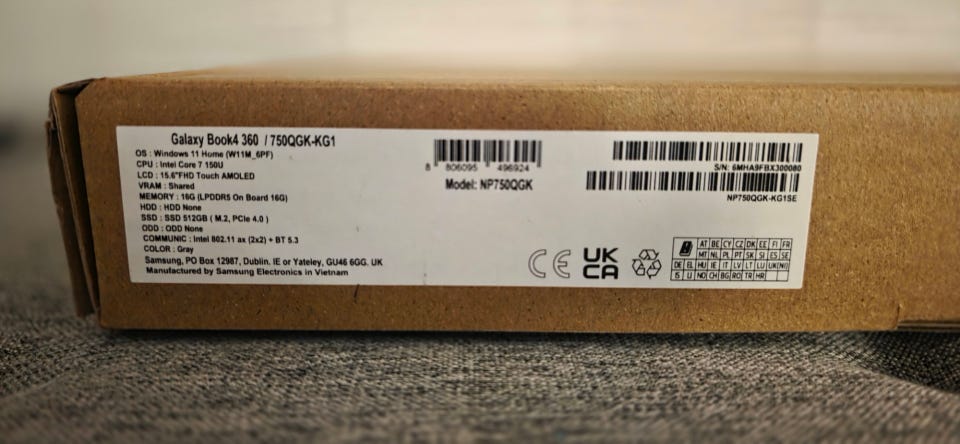 Galaxy Book4 360 / 750QGK-KG1
OS : Windows 11 Home (W11M_6PF)
CPU : Intel Core 7 150U
LCD : 15.6"FHD Touch AMOLED
VRAM : Shared
MEMORY : 16G (LPDDR5 On Board 16G)
HDD : HDD None
SSD : SSD 512GB ( M.2, PCIe 4.0 )
ODD : ODD None
COMMUNIC : Intel 802.11 ax (2x2) + BT 5.3
COLOR : Gray
Samsung, PO Box 12987, Dublin. IE or Yateley, GU46 6GG. UK
Manufactured by Samsung Electronics in Vietnam
8 806095 496924
Model: NP750QGK
S/N: 6MHA9FBX300080
NP750QGK-KG1SE
CE
UK
CA
AT BE CY CZ DK EE FI FR
MT NL PL PT SK SI ES SE
DE EL HU IE IT LV LT LU UK(NI)
IS LI NO CH BG RO TR HR